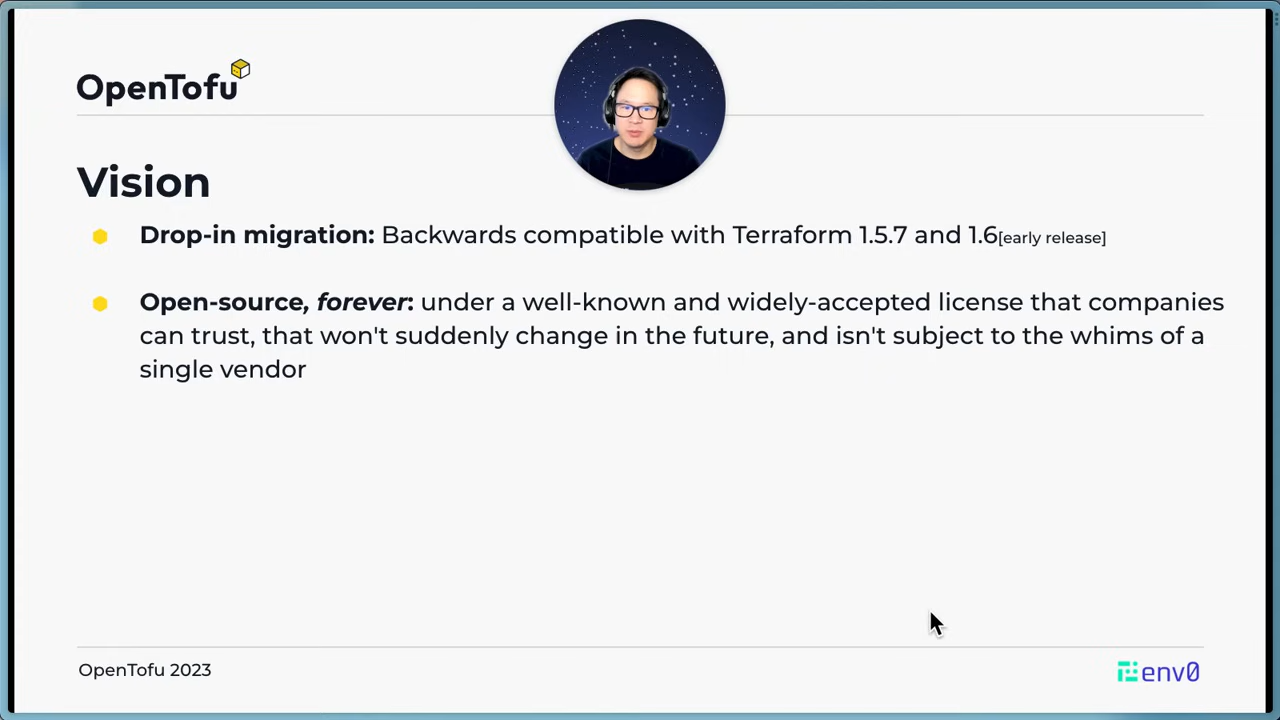 OpenTofu
Vision
Drop-in migration: Backwards compatible with Terraform 1.5.7 and 1.6[early release]
Open-source, forever: under a well-known and widely-accepted license that companies
can trust, that won't suddenly change in the future, and isn't subject to the whims of a
single vendor
OpenTofu 2023
env0